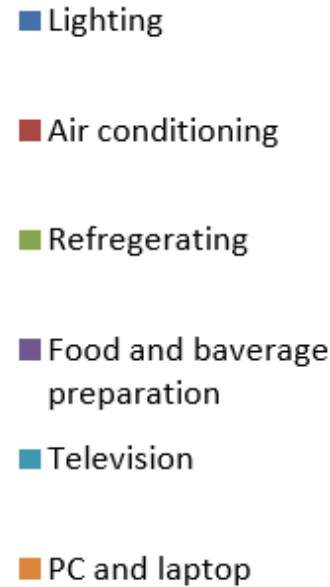 Lighting
Air conditioning
Refregerating
Food and baverage
preparation
Television
PC and laptop